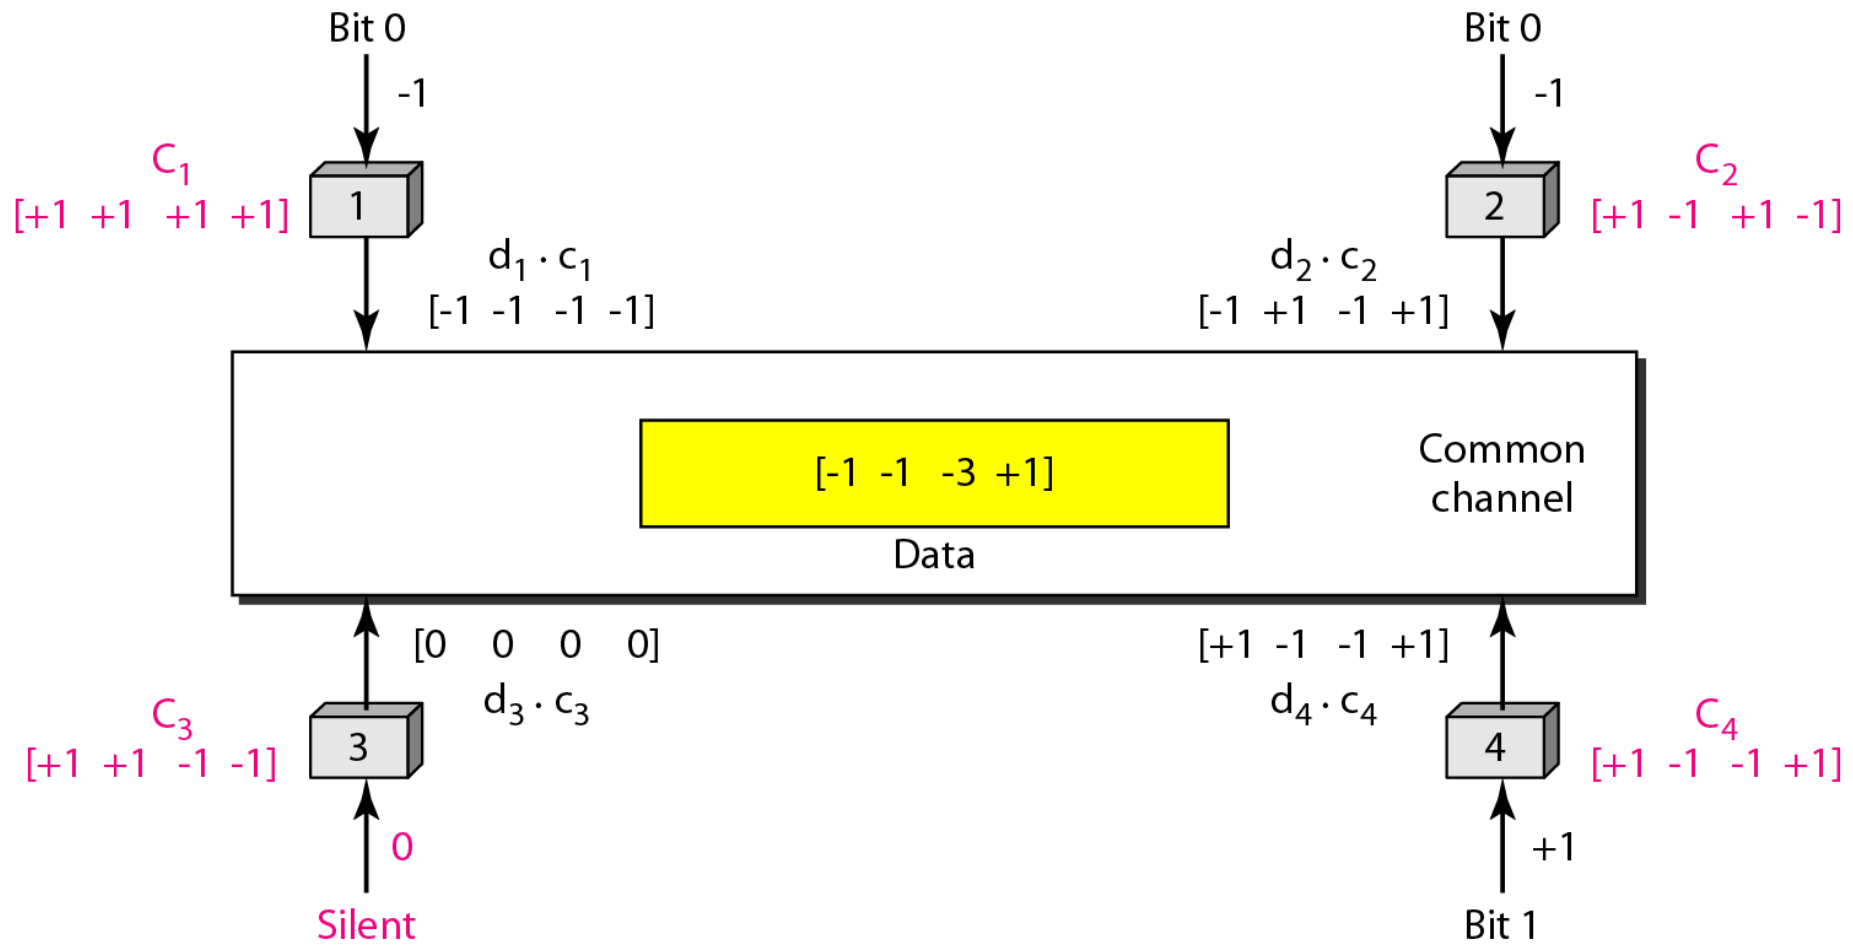 Bit 0
-1
C1
[+1 +1 +1 +1]
1
d1 . c1
[-1 -1 -1 -1]
Bit 0
-1
2
C2
[+1 -1 +1 -1]
d2 . c2
[-1 +1 -1 +1]
[-1 -1 -3 +1]
Data
Common
channel
[0 0 0 0]
d3 . c3
C3
[+1 +1 -1 -1]
3
0
Silent
[+1 -1 -1 +1]
d4 . c4
4
C4
[+1 -1 -1 +1]
+1
Bit 1